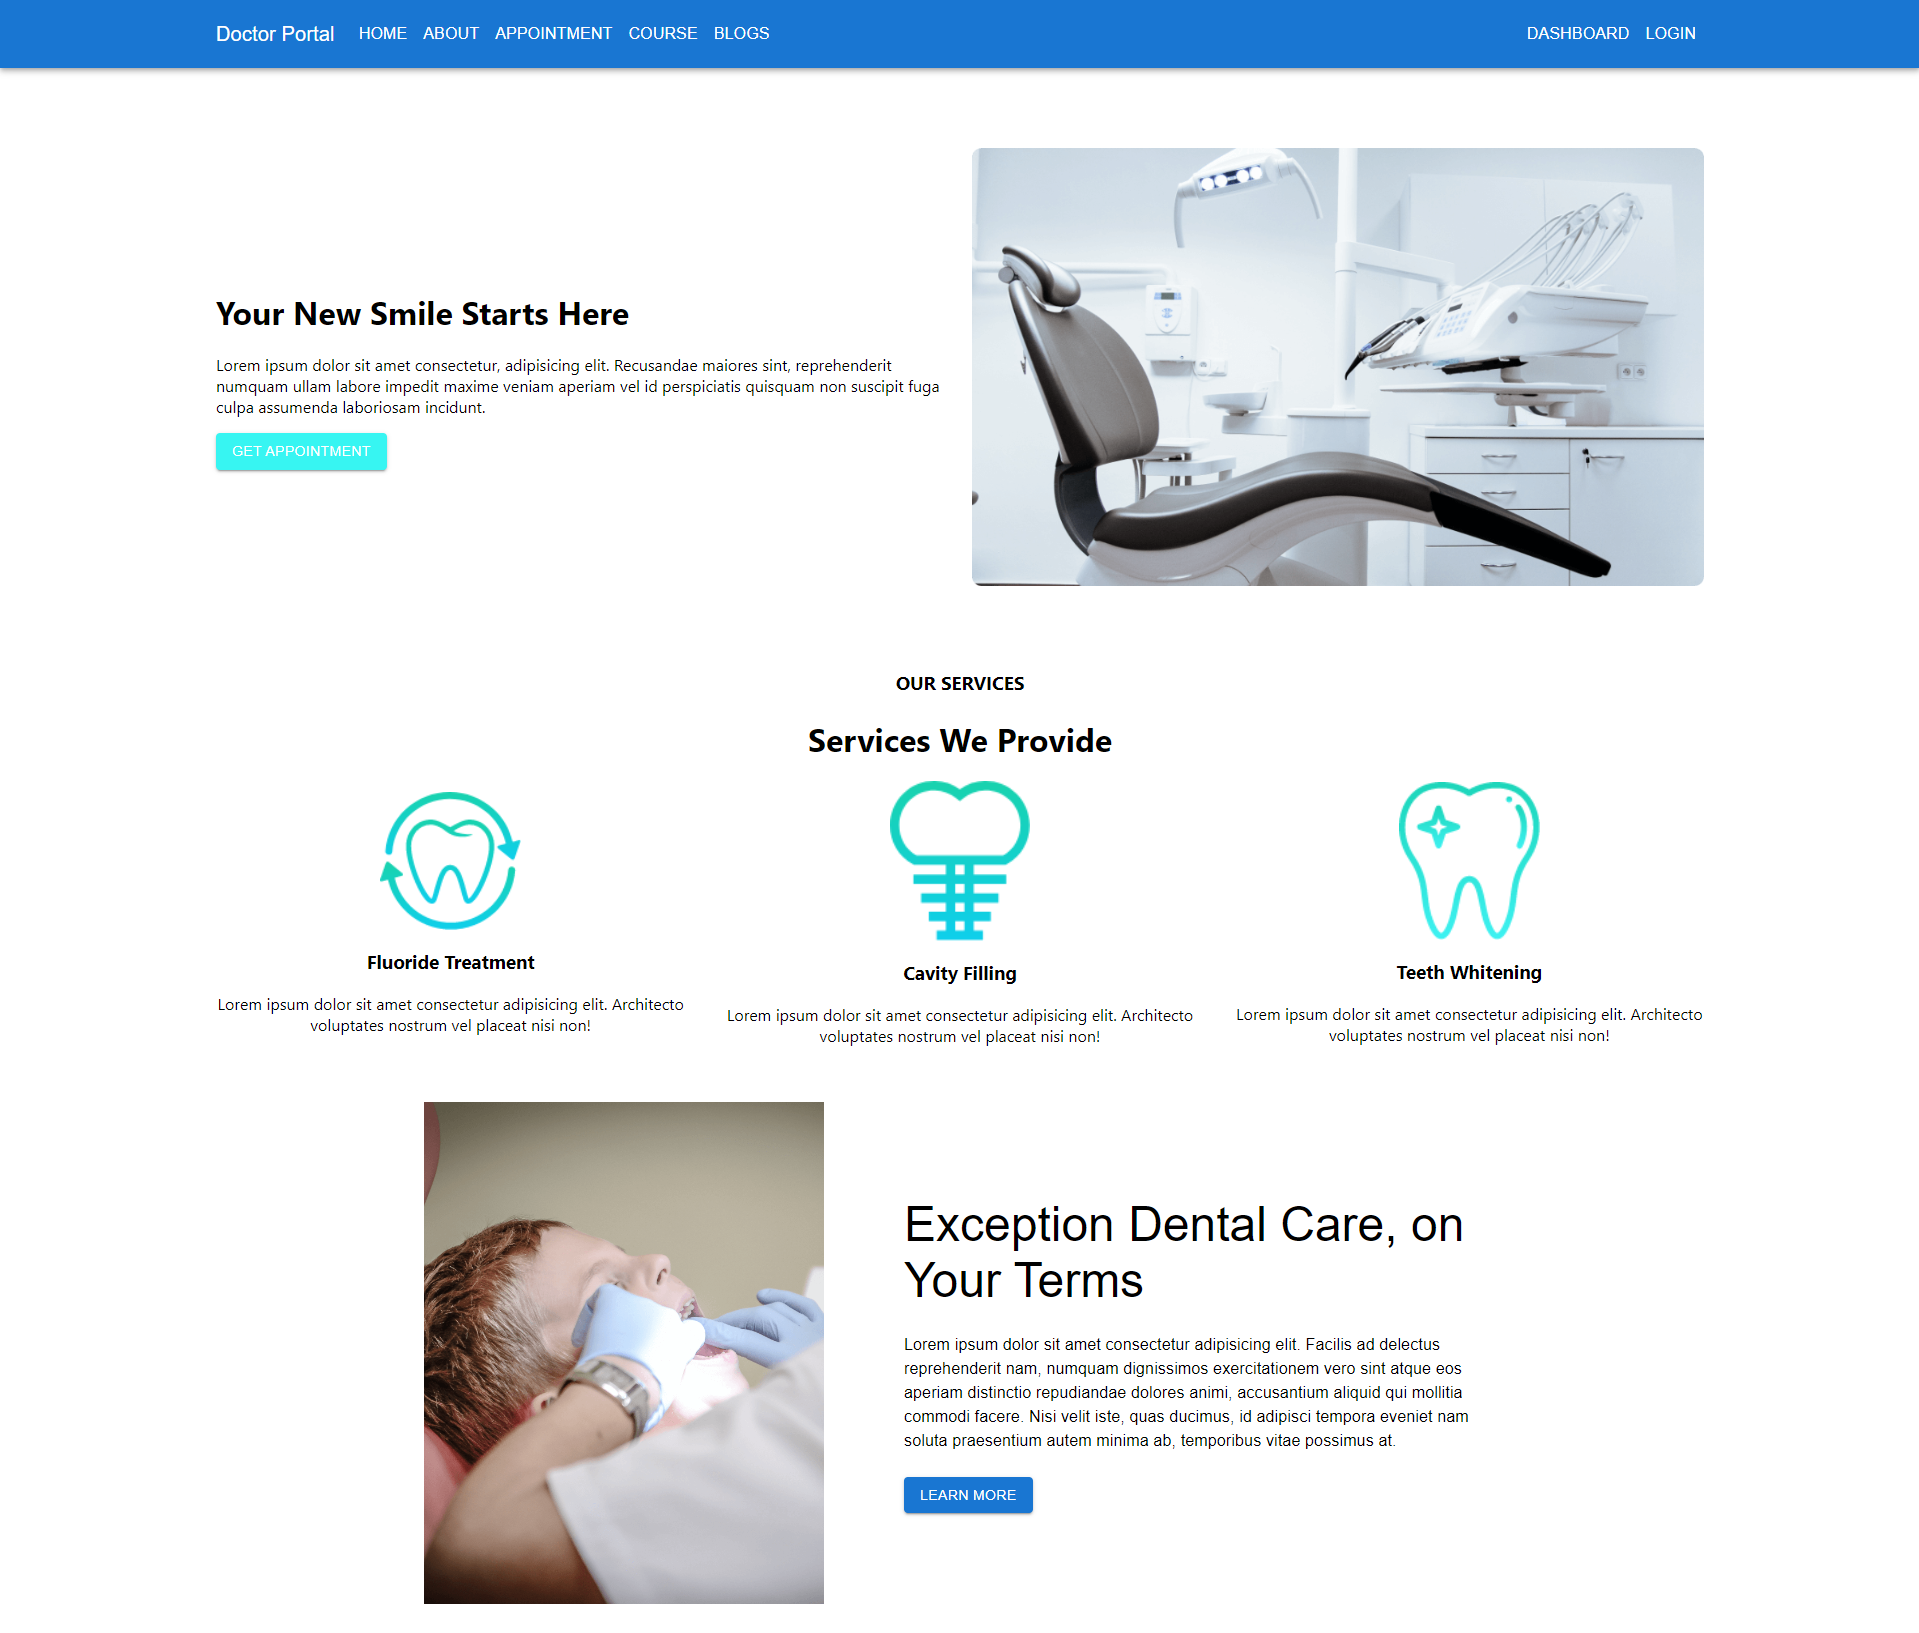 Doctor Portal HOME ABOUT APPOINTMENT COURSE BLOGS DASHBOARD LOGIN
Your New Smile Starts Here
Lorem ipsum dolor sit amet consectetur, adipisicing elit. Recusandae maiores sint, reprehenderit
numquam ullam labore impedit maxime veniam aperiam vel id perspiciatis quisquam non suscipit fuga
culpa assumenda laboriosam incidunt.
GET APPOINTMENT
OUR SERVICES
Services We Provide
Fluoride Treatment
Lorem ipsum dolor sit amet consectetur adipisicing elit. Architecto
voluptates nostrum vel placeat nisi non!
Cavity Filling
Lorem ipsum dolor sit amet consectetur adipisicing elit. Architecto
voluptates nostrum vel placeat nisi non!
Teeth Whitening
Lorem ipsum dolor sit amet consectetur adipisicing elit. Architecto
voluptates nostrum vel placeat nisi non!
Exception Dental Care, on
Your Terms
Lorem ipsum dolor sit amet consectetur adipisicing elit. Facilis ad delectus
reprehenderit nam, numquam dignissimos exercitationem vero sint atque eos
aperiam distinctio repudiandae dolores animi, accusantium aliquid qui mollitia
commodi facere. Nisi velit iste, quas ducimus, id adipisci tempora eveniet nam
soluta praesentium autem minima ab, temporibus vitae possimus at.
LEARN MORE